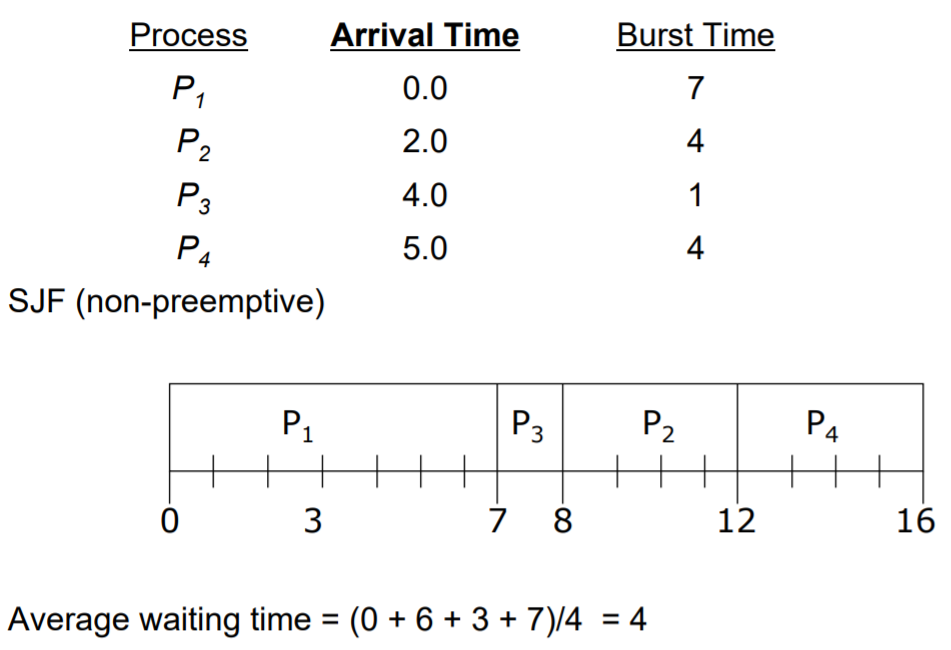 Process Arrival Time Burst Time
P1 0.0 7
P2 2.0 4
P3 4.0 1
P4 5.0 4
SJF (non-preemptive)
P1 P3 P2 P4
0 3 7 8 12 16
Average waiting time = (0 + 6 + 3 + 7)/4 = 4